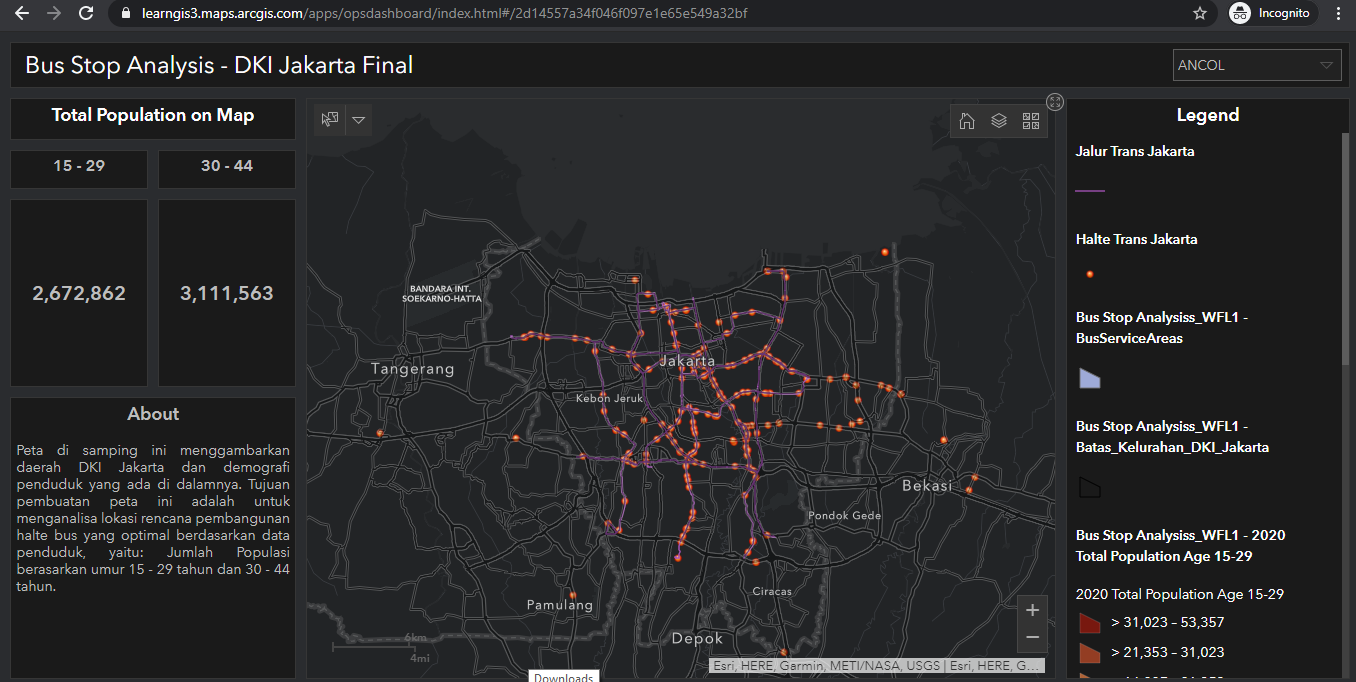 learngis3.maps.arcgis.com/apps/opsdashboard/index.html#/2d14557a34f046f097e1e65e549a32bf
Incognito
Bus Stop Analysis - DKI Jakarta Final
ANCOL
Total Population on Map
15 - 29
30 - 44
2,672,862
3,111,563
About
Peta di samping ini menggambarkan
daerah DKI Jakarta dan demografi
penduduk yang ada di dalamnya. Tujuan
pembuatan peta ini adalah untuk
menganalisa lokasi rencana pembangunan
halte bus yang optimal berdasarkan data
penduduk, yaitu: Jumlah Populasi
berasarkan umur 15 - 29 tahun dan 30 - 44
tahun.
BANDARA INT.
SOEKARNO-HATTA
Tangerang
Jakarta
Kebon Jeruk
Bekasi
Pondok Gede
Ciracas
Pamulang
Depok
6km
4mi
Esri, HERE, Garmin, METI/NASA, USGS | Esri, HERE, G...
Downloads
Legend
Jalur Trans Jakarta
Halte Trans Jakarta
Bus Stop Analysiss_WFL1 -
BusServiceAreas
Bus Stop Analysiss_WFL1 -
Batas_Kelurahan_DKI_Jakarta
Bus Stop Analysiss_WFL1 - 2020
Total Population Age 15-29
2020 Total Population Age 15-29
> 31,023 - 53,357
> 21,353 - 31,023